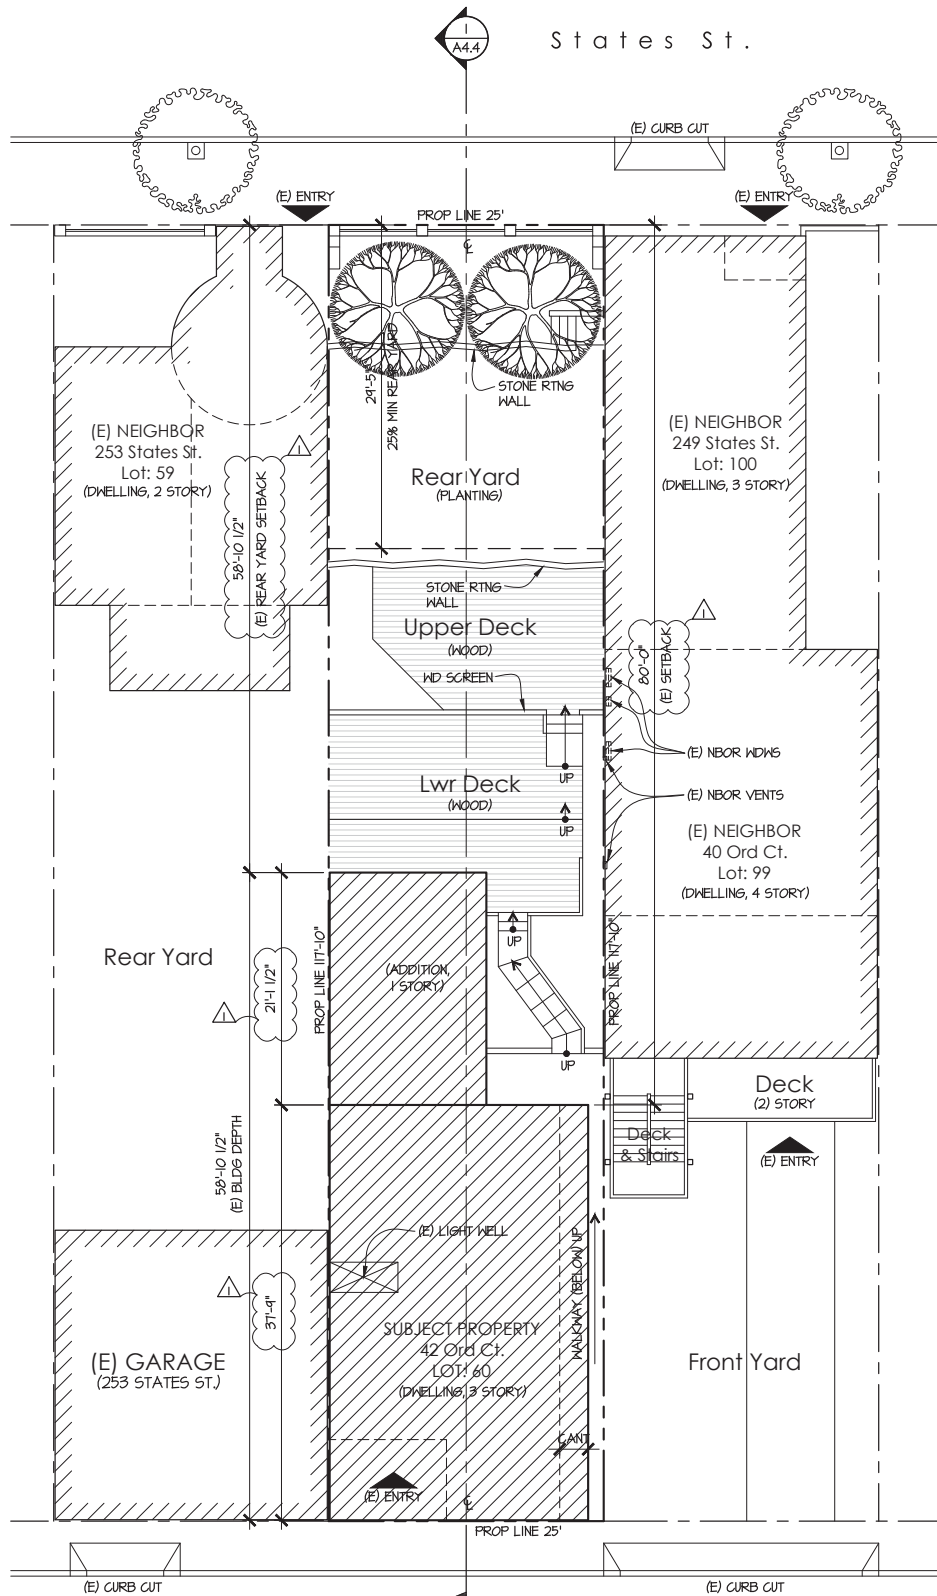 States St.
A4.4
(E) CURB CUT
(E) ENTRY
PROP LINE 25'
(E) ENTRY
℄
29'-5"
25% MIN REAR YARD
STONE RTNG
WALL
(E) NEIGHBOR
253 States St.
Lot: 59
(DWELLING, 2 STORY)
(E) NEIGHBOR
249 States St.
Lot: 100
(DWELLING, 3 STORY)
1
58'-10 1/2"
(E) REAR YARD SETBACK
Rear Yard
(PLANTING)
STONE RTNG
WALL
Upper Deck
(WOOD)
WD SCREEN
1
80'-0"
(E) SETBACK
UP
Lwr Deck
(WOOD)
UP
(E) NBOR WDWS
(E) NBOR VENTS
(E) NEIGHBOR
40 Ord Ct.
Lot: 99
(DWELLING, 4 STORY)
Rear Yard
1
21'-1 1/2"
PROP LINE 117'-10"
(ADDITION,
1 STORY)
UP
UP
PROP LINE 117'-10"
Deck
(2) STORY
Deck
& Stairs
(E) ENTRY
58'-10 1/2"
(E) BLDG DEPTH
(E) LIGHT WELL
WALKWAY (BELOW) UP
1
37'-9"
(E) GARAGE
(253 STATES ST.)
SUBJECT PROPERTY
42 Ord Ct.
LOT: 60
(DWELLING, 3 STORY)
Front Yard
CANT
(E) ENTRY
℄
PROP LINE 25'
(E) CURB CUT
(E) CURB CUT